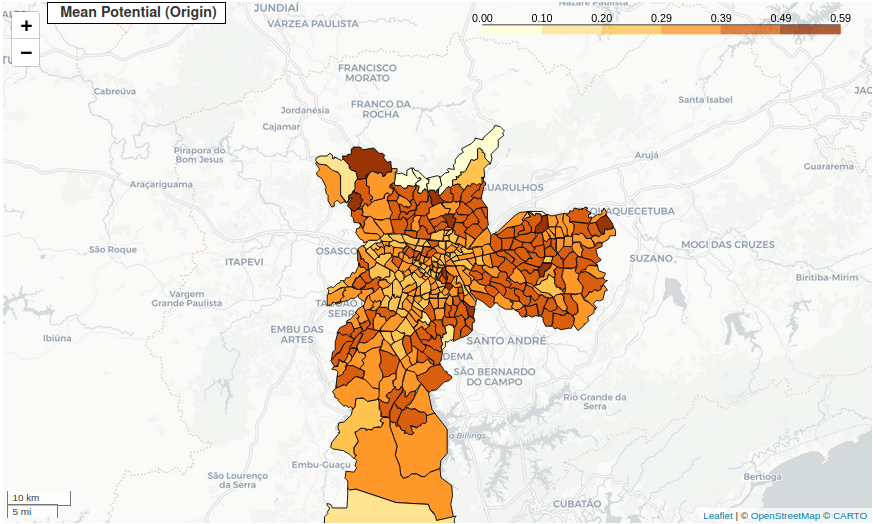 Mean Potential (Origin)
+
−
0.00 0.10 0.20 0.29 0.39 0.49 0.59
JUNDIAÍ
VÁRZEA PAULISTA
Nazaré Paulista
FRANCISCO
MORATO
Cabreúva
FRANCO DA
ROCHA
Santa Isabel
Jordanésia
Cajamar
Pirapora do
Bom Jesus
Arujá
Guararema
Araçariguama
GUARULHOS
QUAQUECETUBA
MOGI DAS CRUZES
São Roque
OSASCO
ITAPEVI
SUZANO
Biritiba-Mirim
Vargem
Grande Paulista
TABOÃO
SERR
EMBU DAS
ARTES
Ibiúna
SANTO ANDRÉ
DEMA
SÃO BERNARDO
DO CAMPO
Rio Grande da
Serra
a Billings
Embu-Guaçu
São Lourenço
da Serra
Bertioga
CUBATÃO
10 km
5 mi
Leaflet | © OpenStreetMap © CARTO